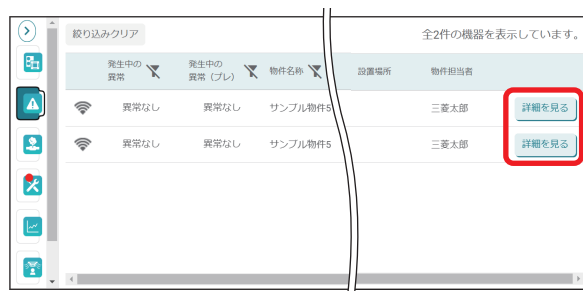 絞り込みクリア 全2件の機器を表示しています。
発生中の異常 発生中の異常（プレ） 物件名称 設置場所 物件担当者
異常なし 異常なし サンプル物件5 三菱太郎 詳細を見る
異常なし 異常なし サンプル物件5 三菱太郎 詳細を見る